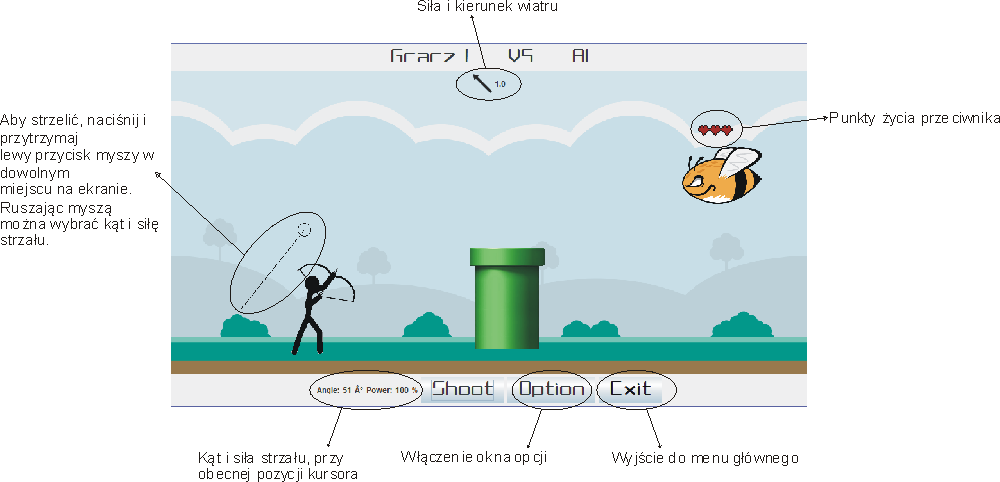 Siła i kierunek wiatru
Gracz 1 VS AI
1.0
Aby strzelić, naciśnij i
przytrzymaj
lewy przycisk myszy w
dowolnym
miejscu na ekranie.
Ruszając myszą
można wybrać kąt i siłę
strzału.
Punkty życia przeciwnika
Angle: 51 Â° Power: 100 %
Shoot
Option
Exit
Kąt i siła strzału, przy
obecnej pozycji kursora
Włączenie okna opcji
Wyjście do menu głównego